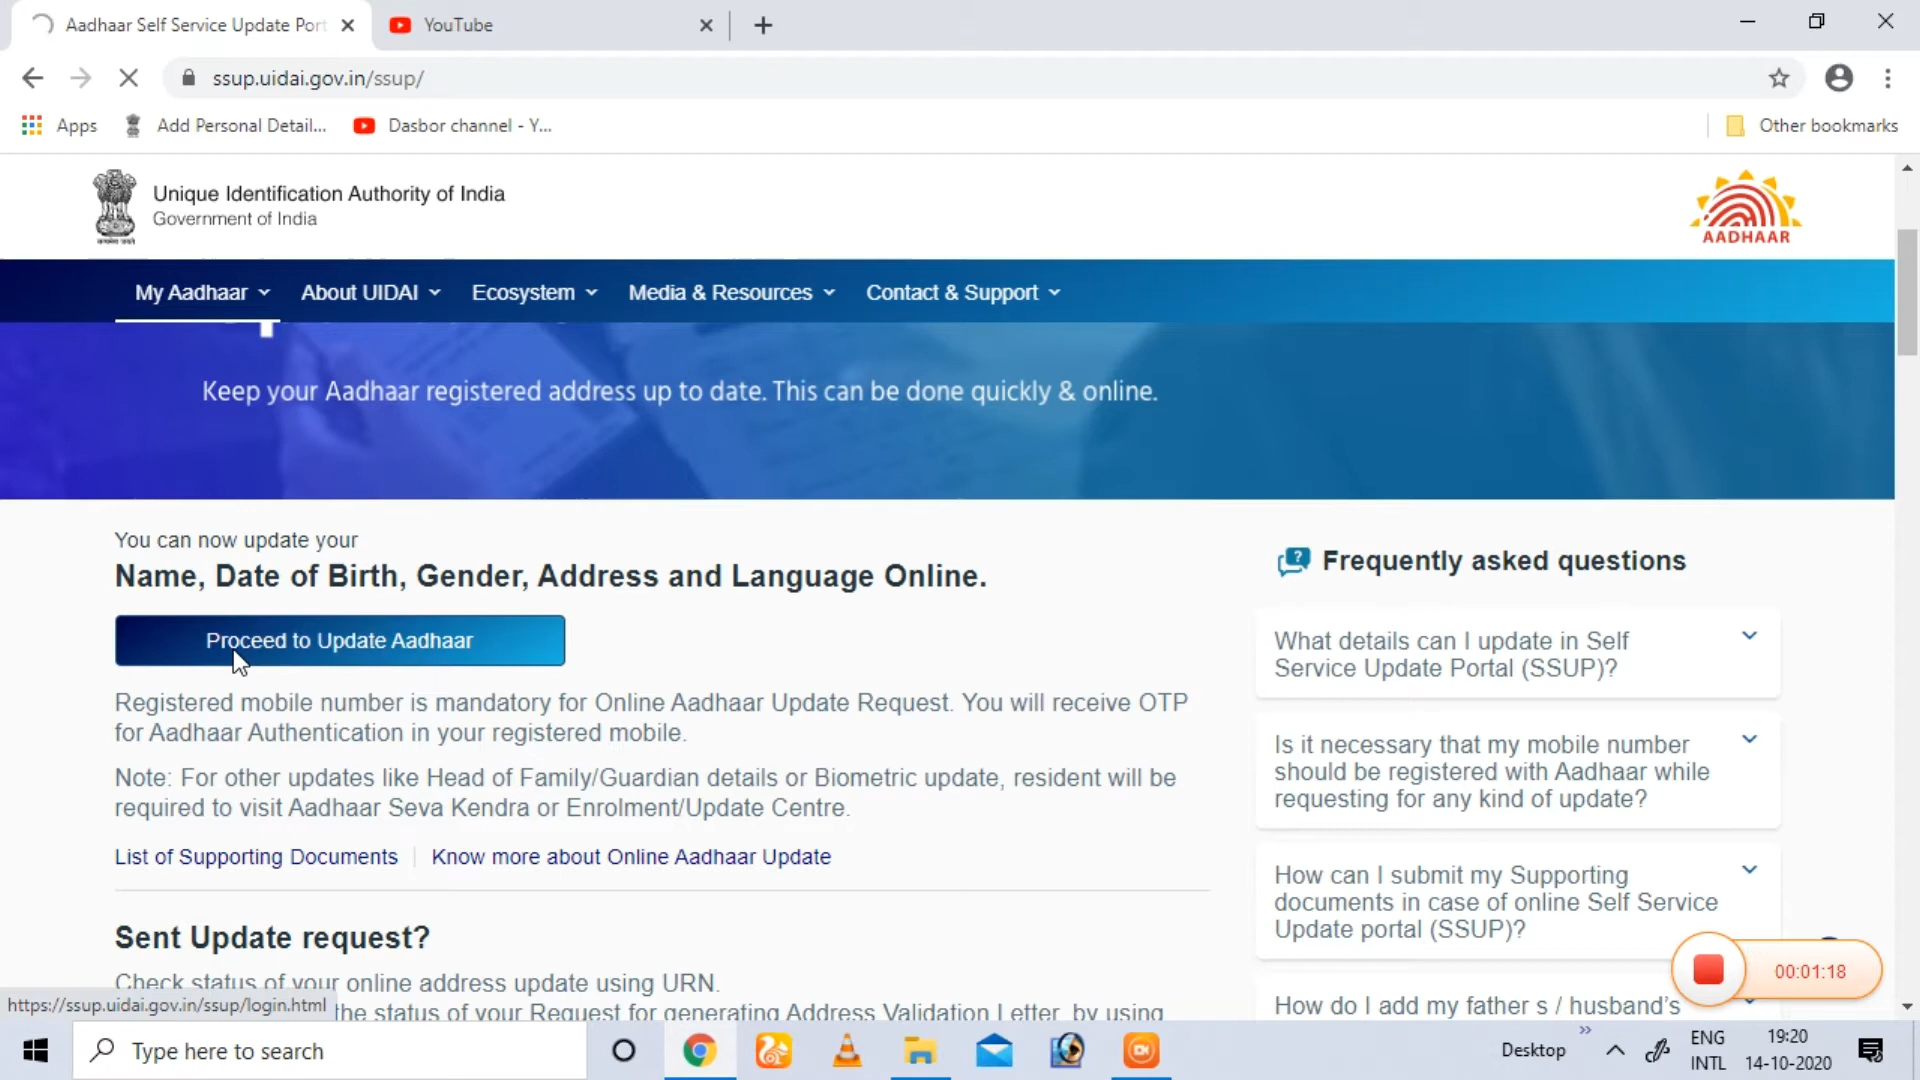 Aadhaar Self Service Update Port
YouTube
ssup.uidai.gov.in/ssup/
Apps
Add Personal Detail...
Dasbor channel - Y...
Other bookmarks
Unique Identification Authority of India
Government of India
AADHAAR
My Aadhaar
About UIDAI
Ecosystem
Media & Resources
Contact & Support
Keep your Aadhaar registered address up to date. This can be done quickly & online.
You can now update your
Name, Date of Birth, Gender, Address and Language Online.
Proceed to Update Aadhaar
Registered mobile number is mandatory for Online Aadhaar Update Request. You will receive OTP
for Aadhaar Authentication in your registered mobile.
Note: For other updates like Head of Family/Guardian details or Biometric update, resident will be
required to visit Aadhaar Seva Kendra or Enrolment/Update Centre.
List of Supporting Documents
Know more about Online Aadhaar Update
Sent Update request?
Check status of your online address update using URN.
the status of your Request for generating Address Validation Letter, by using
https://ssup.uidai.gov.in/ssup/login.html
Frequently asked questions
What details can I update in Self
Service Update Portal (SSUP)?
Is it necessary that my mobile number
should be registered with Aadhaar while
requesting for any kind of update?
How can I submit my Supporting
documents in case of online Self Service
Update portal (SSUP)?
How do I add my father s / husband's
00:01:18
Type here to search
Desktop
ENG
INTL
19:20
14-10-2020